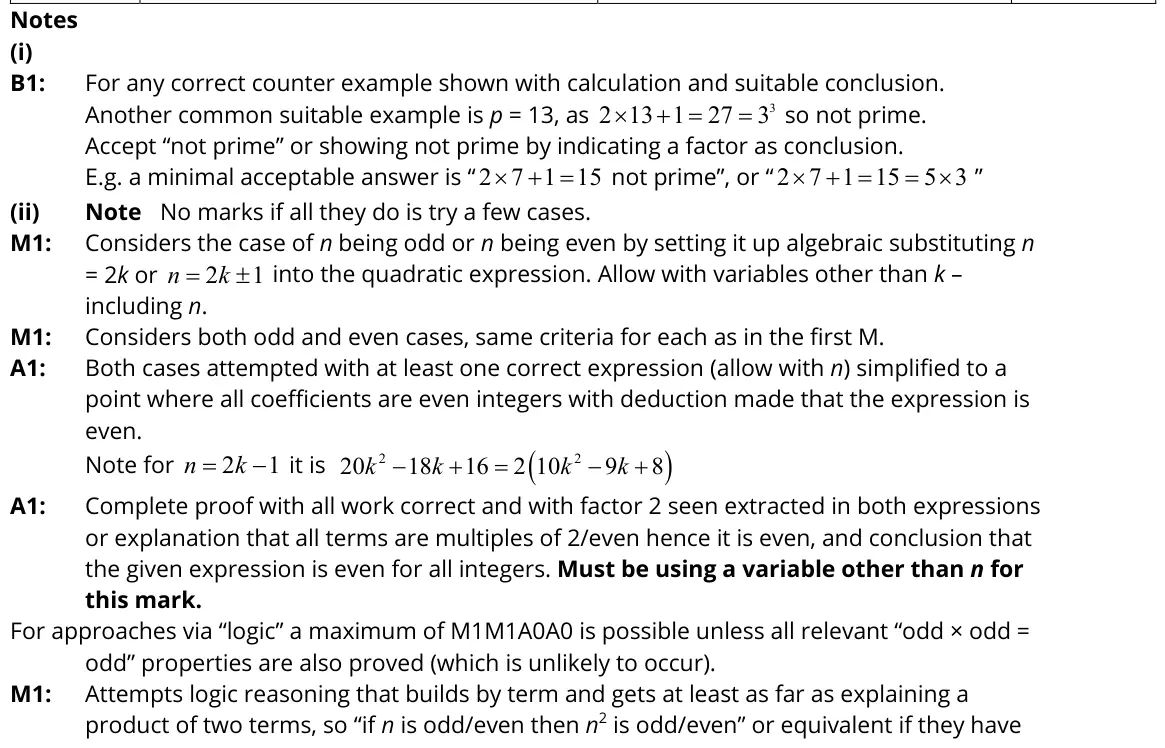 Notes
(i)
B1: For any correct counter example shown with calculation and suitable conclusion.
Another common suitable example is p = 13, as 2×13+1=27=3³ so not prime.
Accept “not prime” or showing not prime by indicating a factor as conclusion.
E.g. a minimal acceptable answer is “2×7+1=15 not prime”, or “2×7+1=15=5×3 ”
(ii) Note No marks if all they do is try a few cases.
M1: Considers the case of n being odd or n being even by setting it up algebraic substituting n
= 2k or n = 2k ±1 into the quadratic expression. Allow with variables other than k –
including n.
M1: Considers both odd and even cases, same criteria for each as in the first M.
A1: Both cases attempted with at least one correct expression (allow with n) simplified to a
point where all coefficients are even integers with deduction made that the expression is
even.
Note for n = 2k −1 it is 20k² −18k +16 = 2(10k² −9k +8)
A1: Complete proof with all work correct and with factor 2 seen extracted in both expressions
or explanation that all terms are multiples of 2/even hence it is even, and conclusion that
the given expression is even for all integers. Must be using a variable other than n for
this mark.
For approaches via “logic” a maximum of M1M1A0A0 is possible unless all relevant “odd × odd =
odd” properties are also proved (which is unlikely to occur).
M1: Attempts logic reasoning that builds by term and gets at least as far as explaining a
product of two terms, so “if n is odd/even then n² is odd/even” or equivalent if they have